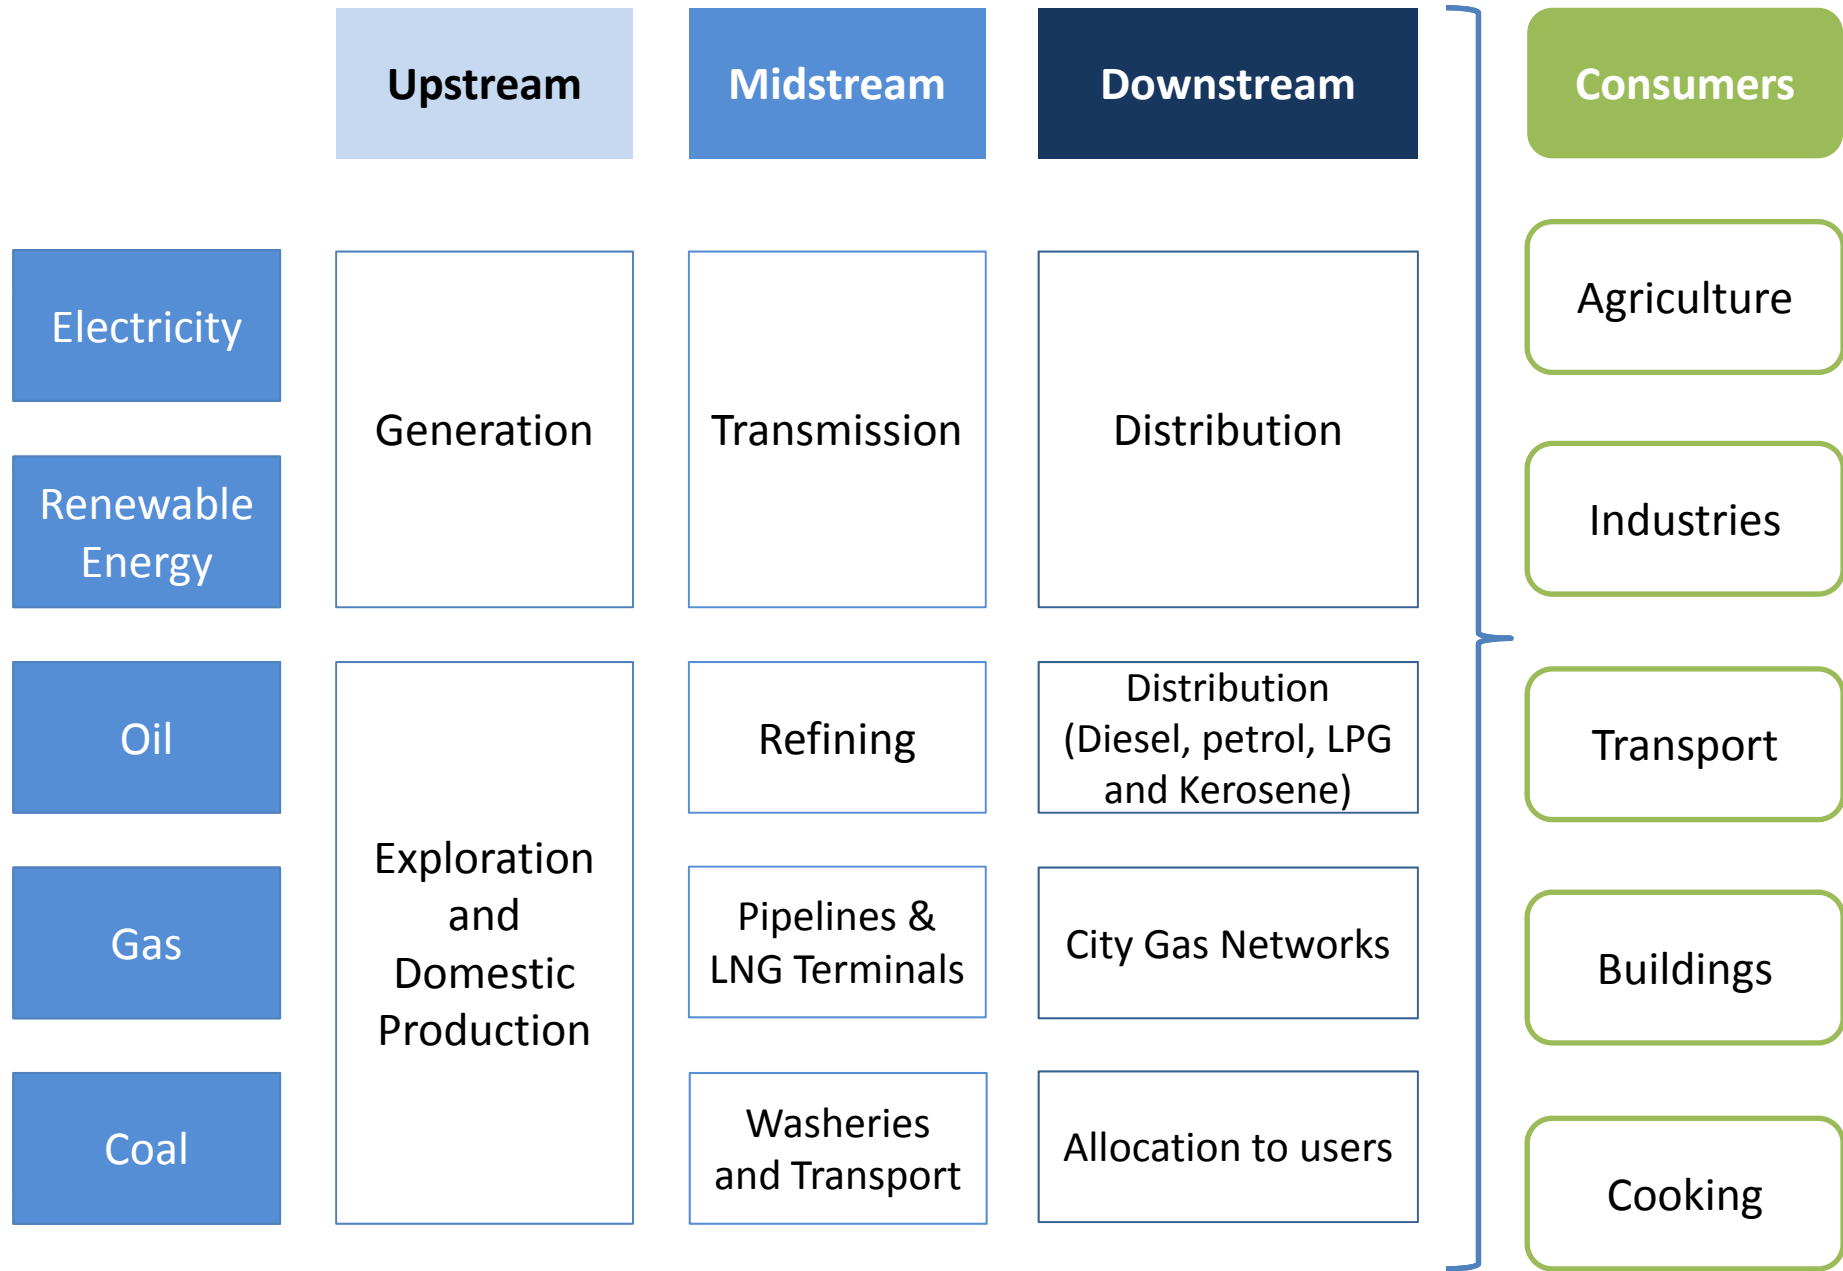 Upstream
Midstream
Downstream
Consumers
Electricity
Renewable
Energy
Generation
Transmission
Distribution
Agriculture
Industries
Oil
Gas
Coal
Exploration
and
Domestic
Production
Refining
Distribution
(Diesel, petrol, LPG
and Kerosene)
Pipelines &
LNG Terminals
City Gas Networks
Washeries
and Transport
Allocation to users
Transport
Buildings
Cooking